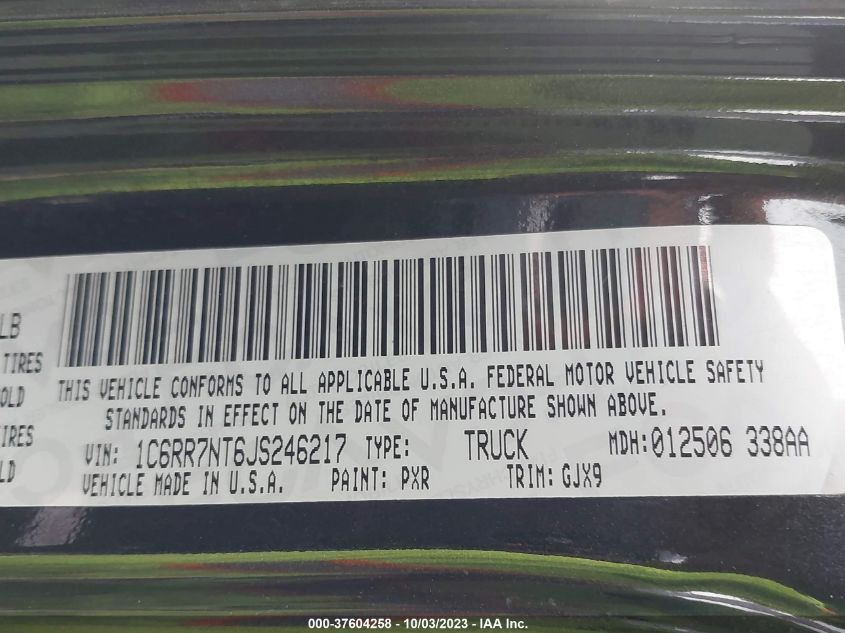 LB
TIRES
OLD
TIRES
LD
THIS VEHICLE CONFORMS TO ALL APPLICABLE U.S.A. FEDERAL MOTOR VEHICLE SAFETY
STANDARDS IN EFFECT ON THE DATE OF MANUFACTURE SHOWN ABOVE.
VIN: 1C6RR7NT6JS246217 TYPE: TRUCK MDH:012506 338AA
VEHICLE MADE IN U.S.A. PAINT: PXR TRIM: GJX9
000-37604258 - 10/03/2023 - IAA Inc.